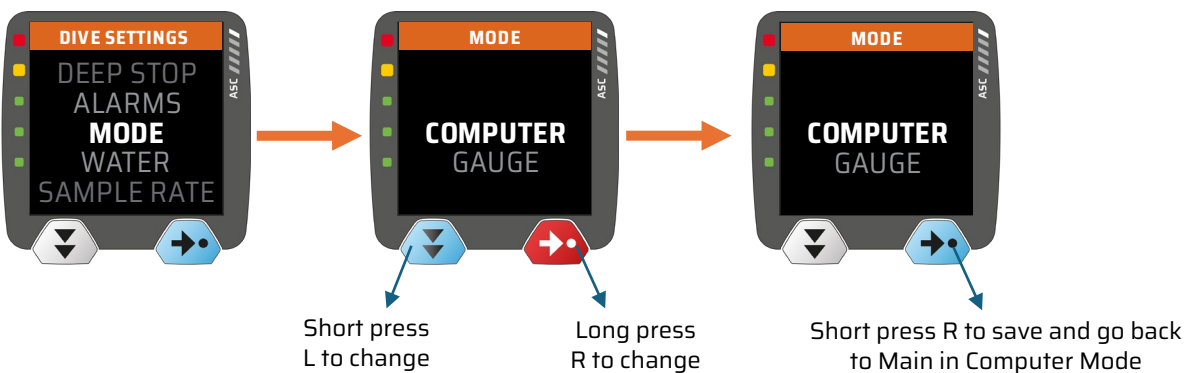 DIVE SETTINGS
DEEP STOP
ALARMS
MODE
WATER
SAMPLE RATE
ASC
MODE
COMPUTER
GAUGE
ASC
MODE
COMPUTER
GAUGE
ASC
Short press
L to change
Long press
R to change
Short press R to save and go back
to Main in Computer Mode